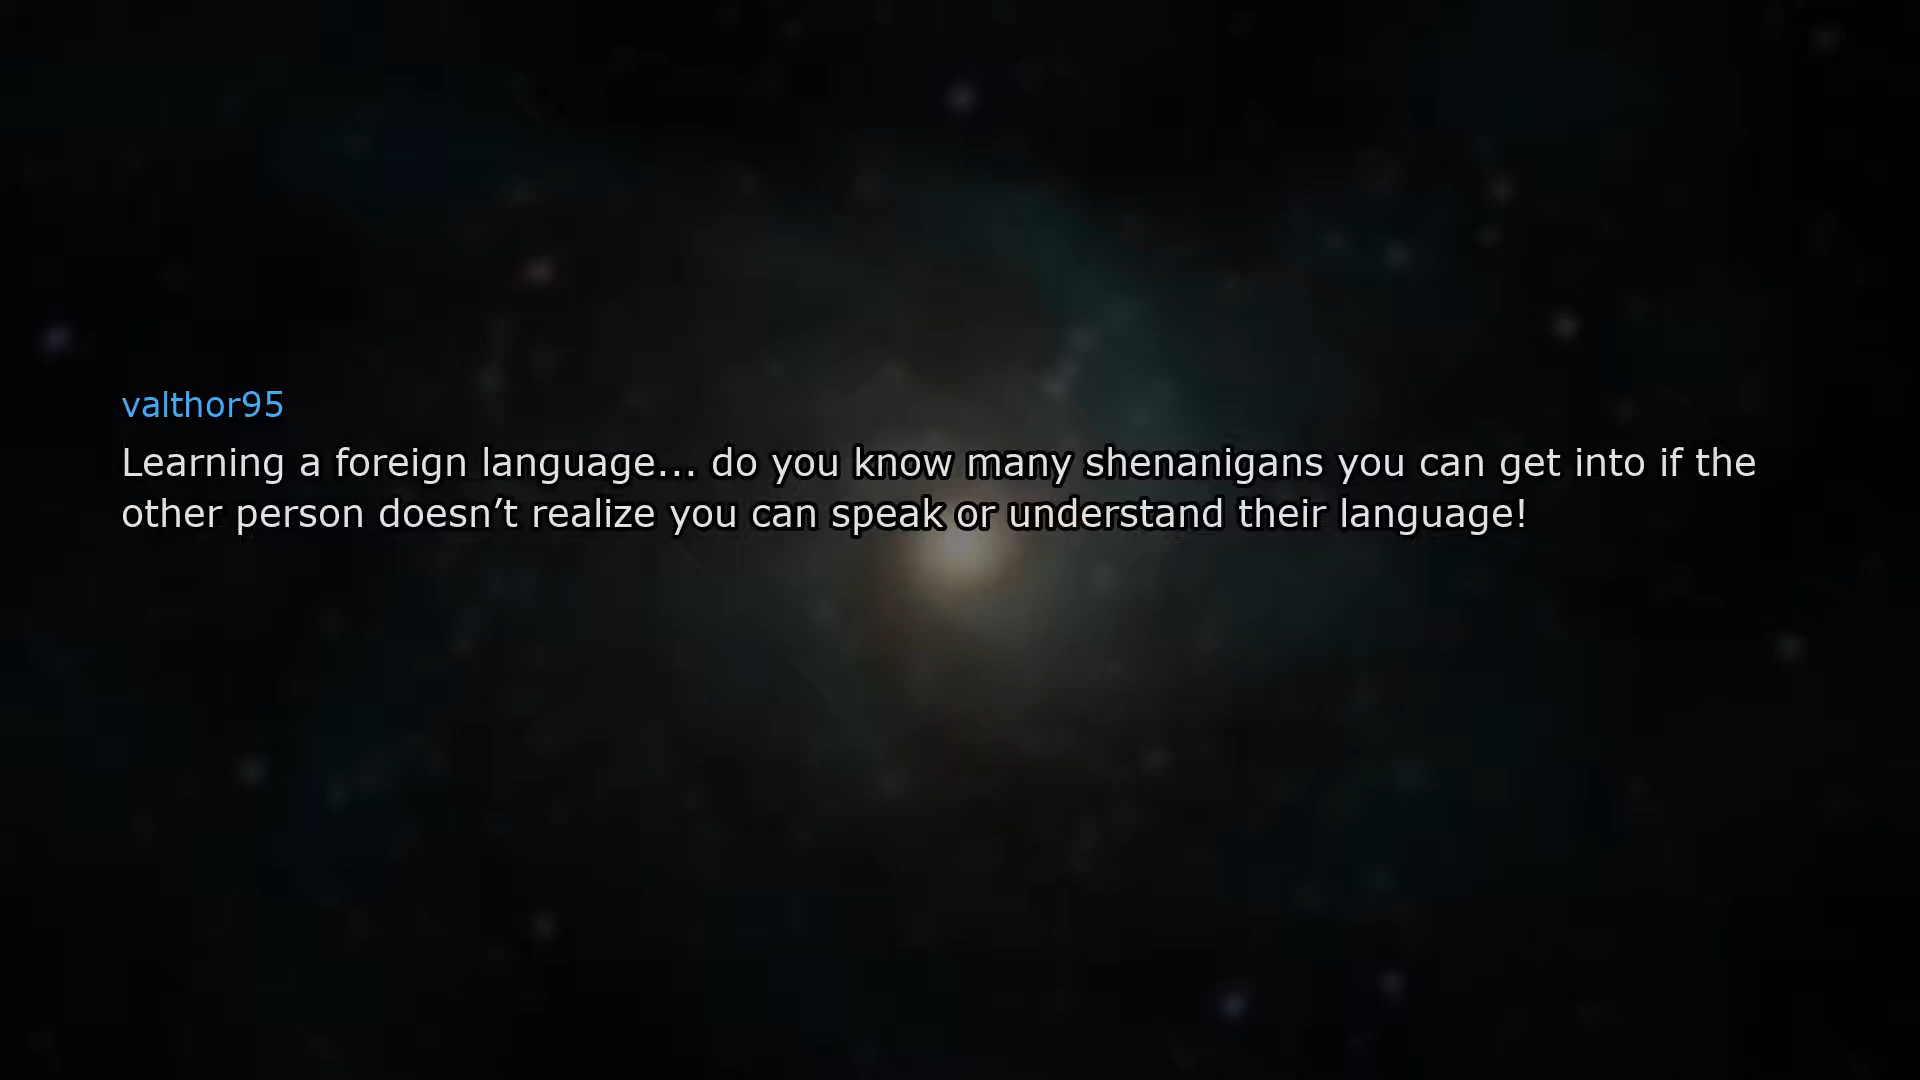 valthor95
Learning a foreign language... do you know many shenanigans you can get into if the
other person doesn’t realize you can speak or understand their language!